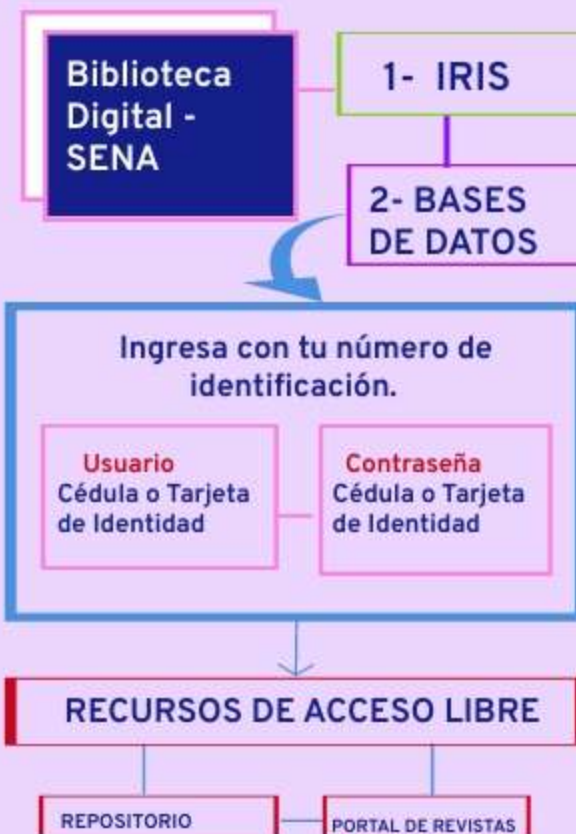 Biblioteca
Digital -
SENA
1- IRIS
2- BASES
DE DATOS
Ingresa con tu número de
identificación.
Usuario
Cédula o Tarjeta
de Identidad
Contraseña
Cédula o Tarjeta
de Identidad
RECURSOS DE ACCESO LIBRE
REPOSITORIO
PORTAL DE REVISTAS